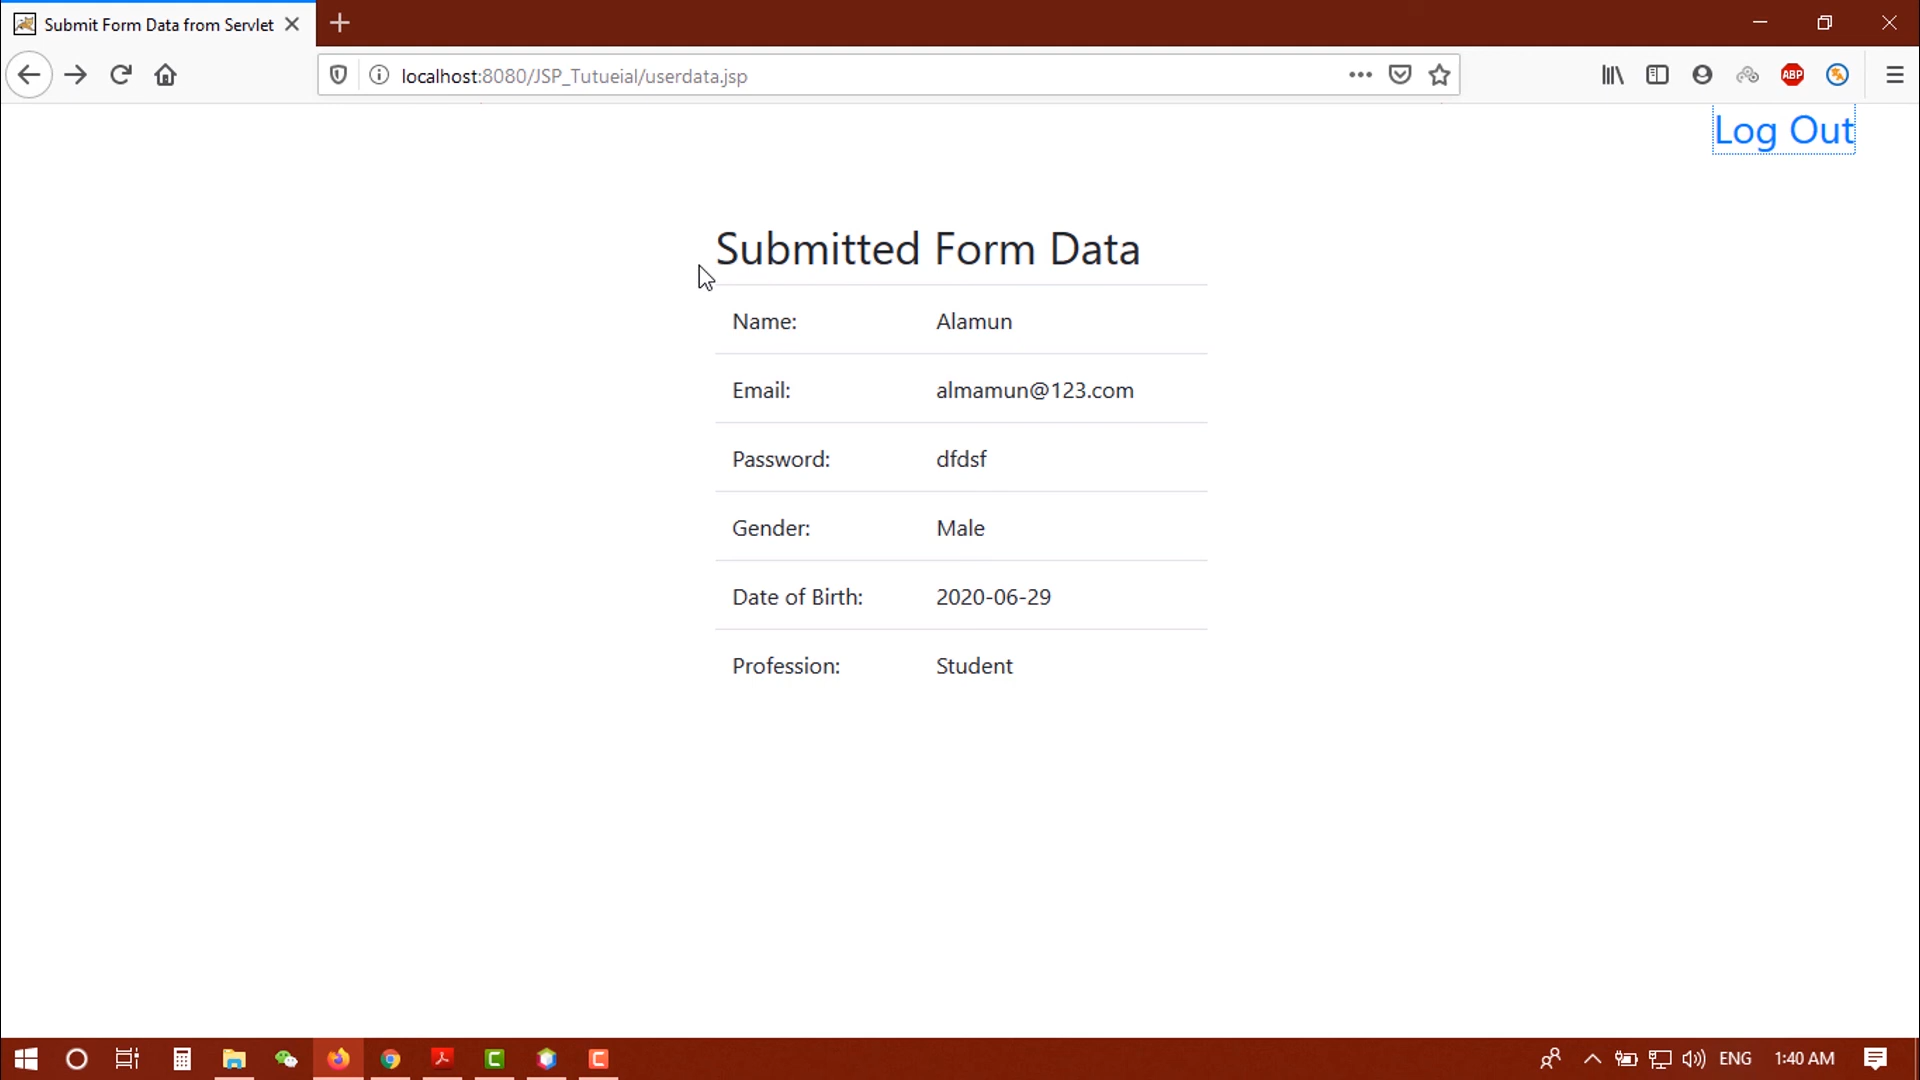 Submit Form Data from Servlet
localhost:8080/JSP_Tutueial/userdata.jsp
ABP
Log Out
Submitted Form Data
Name: Alamun
Email: almamun@123.com
Password: dfdsf
Gender: Male
Date of Birth: 2020-06-29
Profession: Student
ENG 1:40 AM